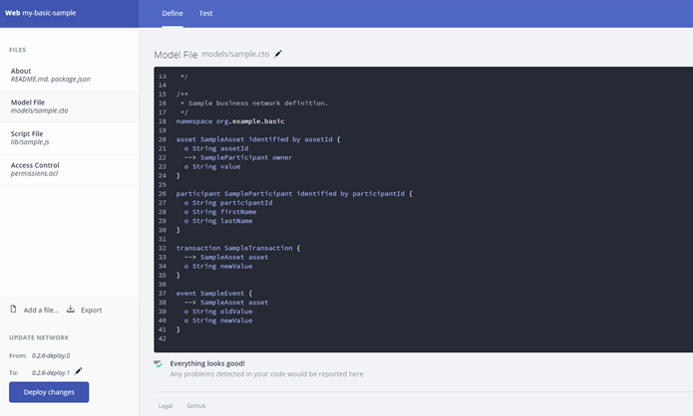 Web my-basic-sample
Define
Test
FILES
About
README.md, package.json
Model File
models/sample.cto
Script File
lib/sample.js
Access Control
permissions.acl
Add a file...
Export
UPDATE NETWORK
From: 0.2.6-deploy.0
To: 0.2.6-deploy.1
Deploy changes
Model File models/sample.cto
13 */
14
15 /**
16 * Sample business network definition.
17 */
18 namespace org.example.basic
19
20 asset SampleAsset identified by assetId {
21 o String assetId
22 --> SampleParticipant owner
23 o String value
24 }
25
26 participant SampleParticipant identified by participantId {
27 o String participantId
28 o String firstName
29 o String lastName
30 }
31
32 transaction SampleTransaction {
33 --> SampleAsset asset
34 o String newValue
35 }
36
37 event SampleEvent {
38 --> SampleAsset asset
39 o String oldValue
40 o String newValue
41 }
42
Everything looks good!
Any problems detected in your code would be reported here
Legal
GitHub